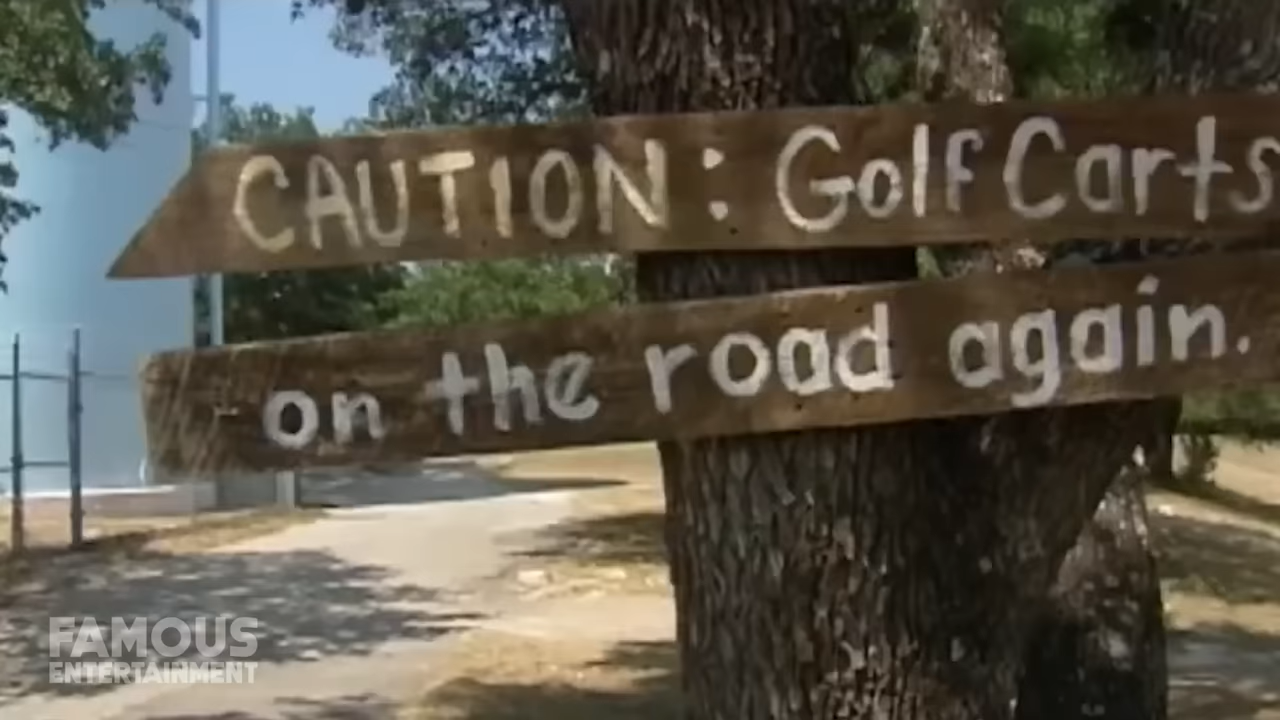 CAUTION: Golf Carts
on the road again.
FAMOUS
ENTERTAINMENT